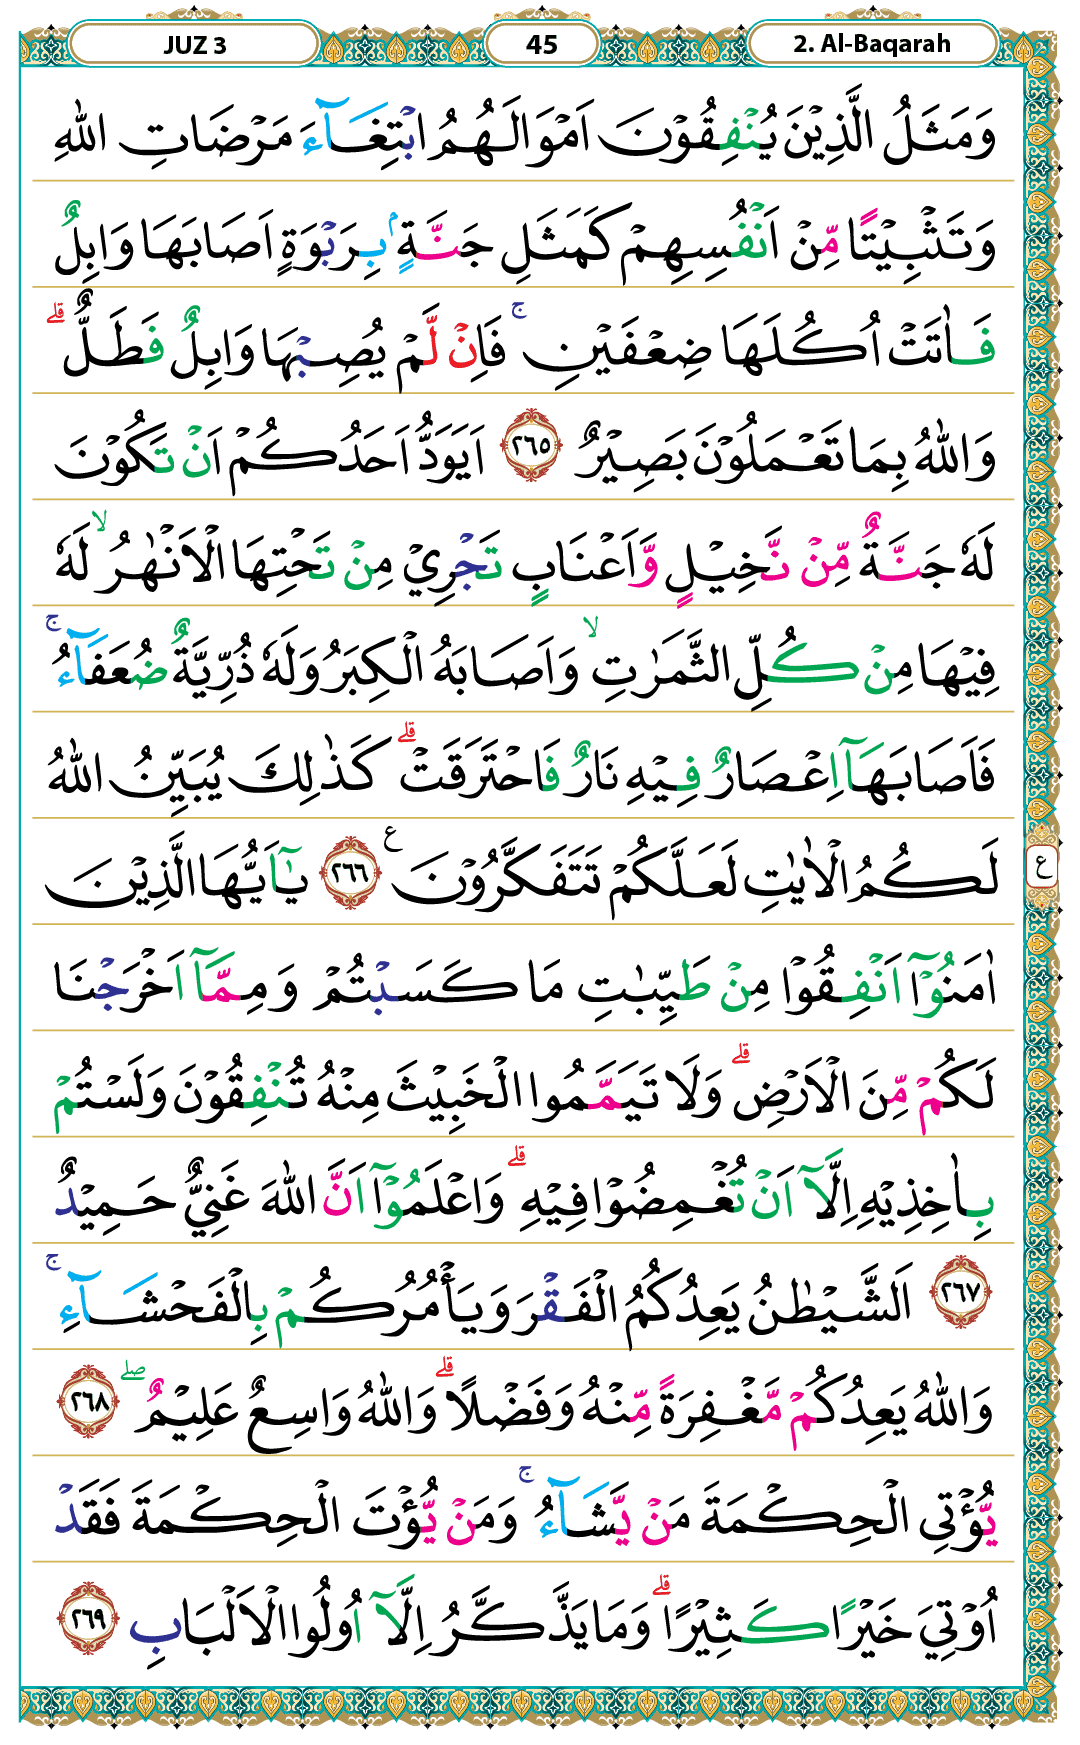 JUZ 3
45
2. Al-Baqarah
وَمَثَلُ الَّذِيْنَ يُنْفِقُوْنَ اَمْوَالَهُمُ ابْتِغَآءَ مَرْضَاتِ اللّٰهِ
وَتَثْبِيْتًا مِّنْ اَنْفُسِهِمْ كَمَثَلِ جَنَّةٍۢ بِرَبْوَةٍ اَصَابَهَا وَابِلٌ
فَاٰتَتْ اُكُلَهَا ضِعْفَيْنِۚ فَاِنْ لَّمْ يُصِبْهَا وَابِلٌ فَطَلٌّۗ
وَاللّٰهُ بِمَا تَعْمَلُوْنَ بَصِيْرٌ ٢٦٥ اَيَوَدُّ اَحَدُكُمْ اَنْ تَكُوْنَ
لَهٗ جَنَّةٌ مِّنْ نَّخِيْلٍ وَّاَعْنَابٍ تَجْرِيْ مِنْ تَحْتِهَا الْاَنْهٰرُۙ لَهٗ
فِيْهَا مِنْ كُلِّ الثَّمَرٰتِۙ وَاَصَابَهُ الْكِبَرُ وَلَهٗ ذُرِّيَّةٌ ضُعَفَآءُۚ
فَاَصَابَهَآ اِعْصَارٌ فِيْهِ نَارٌ فَاحْتَرَقَتْۗ كَذٰلِكَ يُبَيِّنُ اللّٰهُ
لَكُمُ الْاٰيٰتِ لَعَلَّكُمْ تَتَفَكَّرُوْنَ ࣖ ٢٦٦ يٰٓاَيُّهَا الَّذِيْنَ
ع
اٰمَنُوْٓا اَنْفِقُوْا مِنْ طَيِّبٰتِ مَا كَسَبْتُمْ وَمِمَّآ اَخْرَجْنَا
لَكُمْ مِّنَ الْاَرْضِۗ وَلَا تَيَمَّمُوا الْخَبِيْثَ مِنْهُ تُنْفِقُوْنَ وَلَسْتُمْ
بِاٰخِذِيْهِ اِلَّآ اَنْ تُغْمِضُوْا فِيْهِۗ وَاعْلَمُوْٓا اَنَّ اللّٰهَ غَنِيٌّ حَمِيْدٌ
٢٦٧ اَلشَّيْطٰنُ يَعِدُكُمُ الْفَقْرَ وَيَأْمُرُكُمْ بِالْفَحْشَآءِۚ
وَاللّٰهُ يَعِدُكُمْ مَّغْفِرَةً مِّنْهُ وَفَضْلًاۗ وَاللّٰهُ وَاسِعٌ عَلِيْمٌۖ ٢٦٨
يُّؤْتِى الْحِكْمَةَ مَنْ يَّشَآءُۚ وَمَنْ يُّؤْتَ الْحِكْمَةَ فَقَدْ
اُوْتِيَ خَيْرًا كَثِيْرًاۗ وَمَا يَذَّكَّرُ اِلَّآ اُولُوا الْاَلْبَابِ ٢٦٩